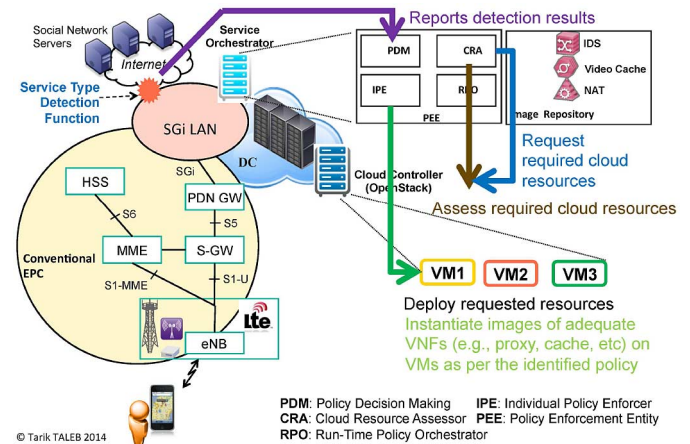 Social Network
Servers
Internet
Service
Orchestrator
Reports detection results
Service Type
Detection
Function
SGi LAN
DC
PDM
CRA
IPE
RPO
PEE
IDS
Video Cache
NAT
Image Repository
Request
required cloud
resources
Cloud Controller
(OpenStack)
Assess required cloud resources
SGi
HSS
PDN GW
S6
S5
Conventional
EPC
MME
S-GW
S1-MME
S1-U
VM1
VM2
VM3
Lte
eNB
Deploy requested resources
Instantiate images of adequate
VNFs (e.g., proxy, cache, etc) on
VMs as per the identified policy
PDM: Policy Decision Making IPE: Individual Policy Enforcer
CRA: Cloud Resource Assessor PEE: Policy Enforcement Entity
RPO: Run-Time Policy Orchestrator
© Tarik TALEB 2014